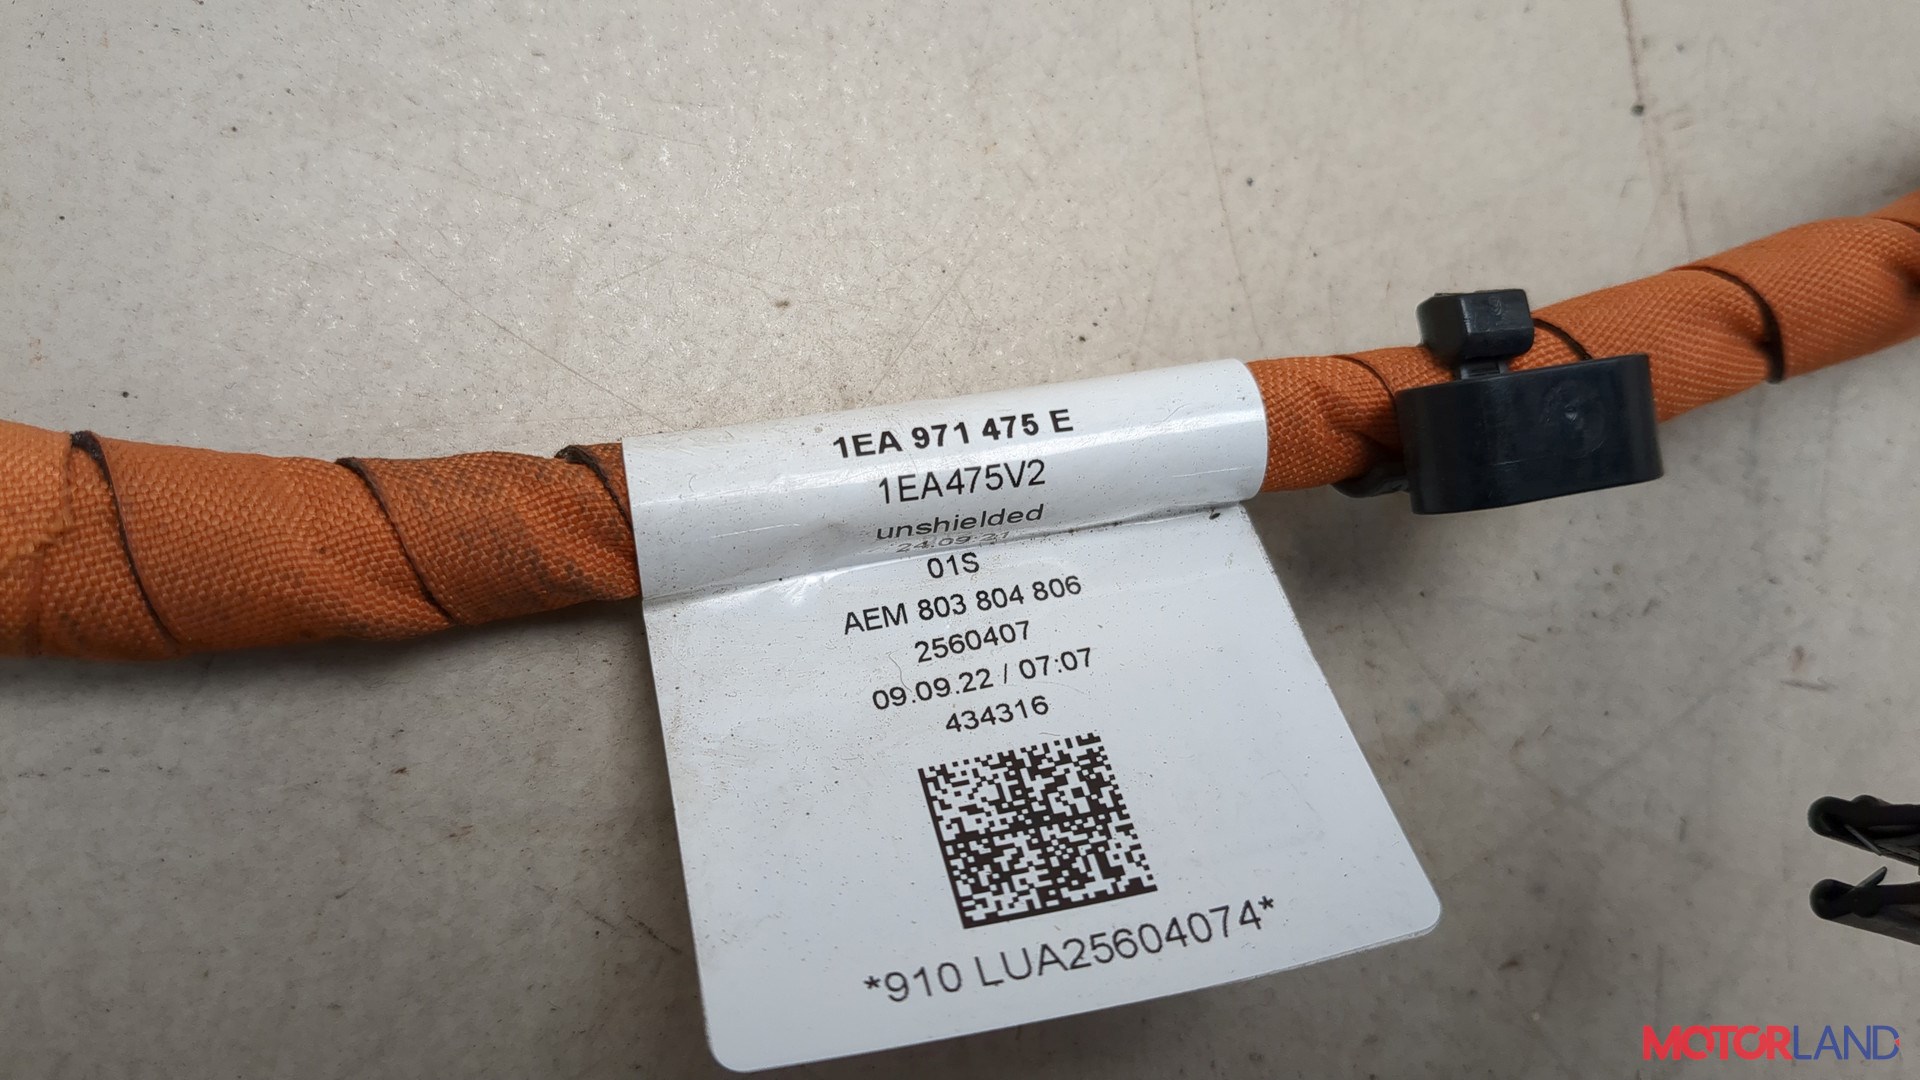 1EA 971 475 E
1EA475V2
unshielded
24.09.21
01S
AEM 803 804 806
2560407
09.09.22 / 07:07
434316
*910 LUA25604074*
MOTORLAND